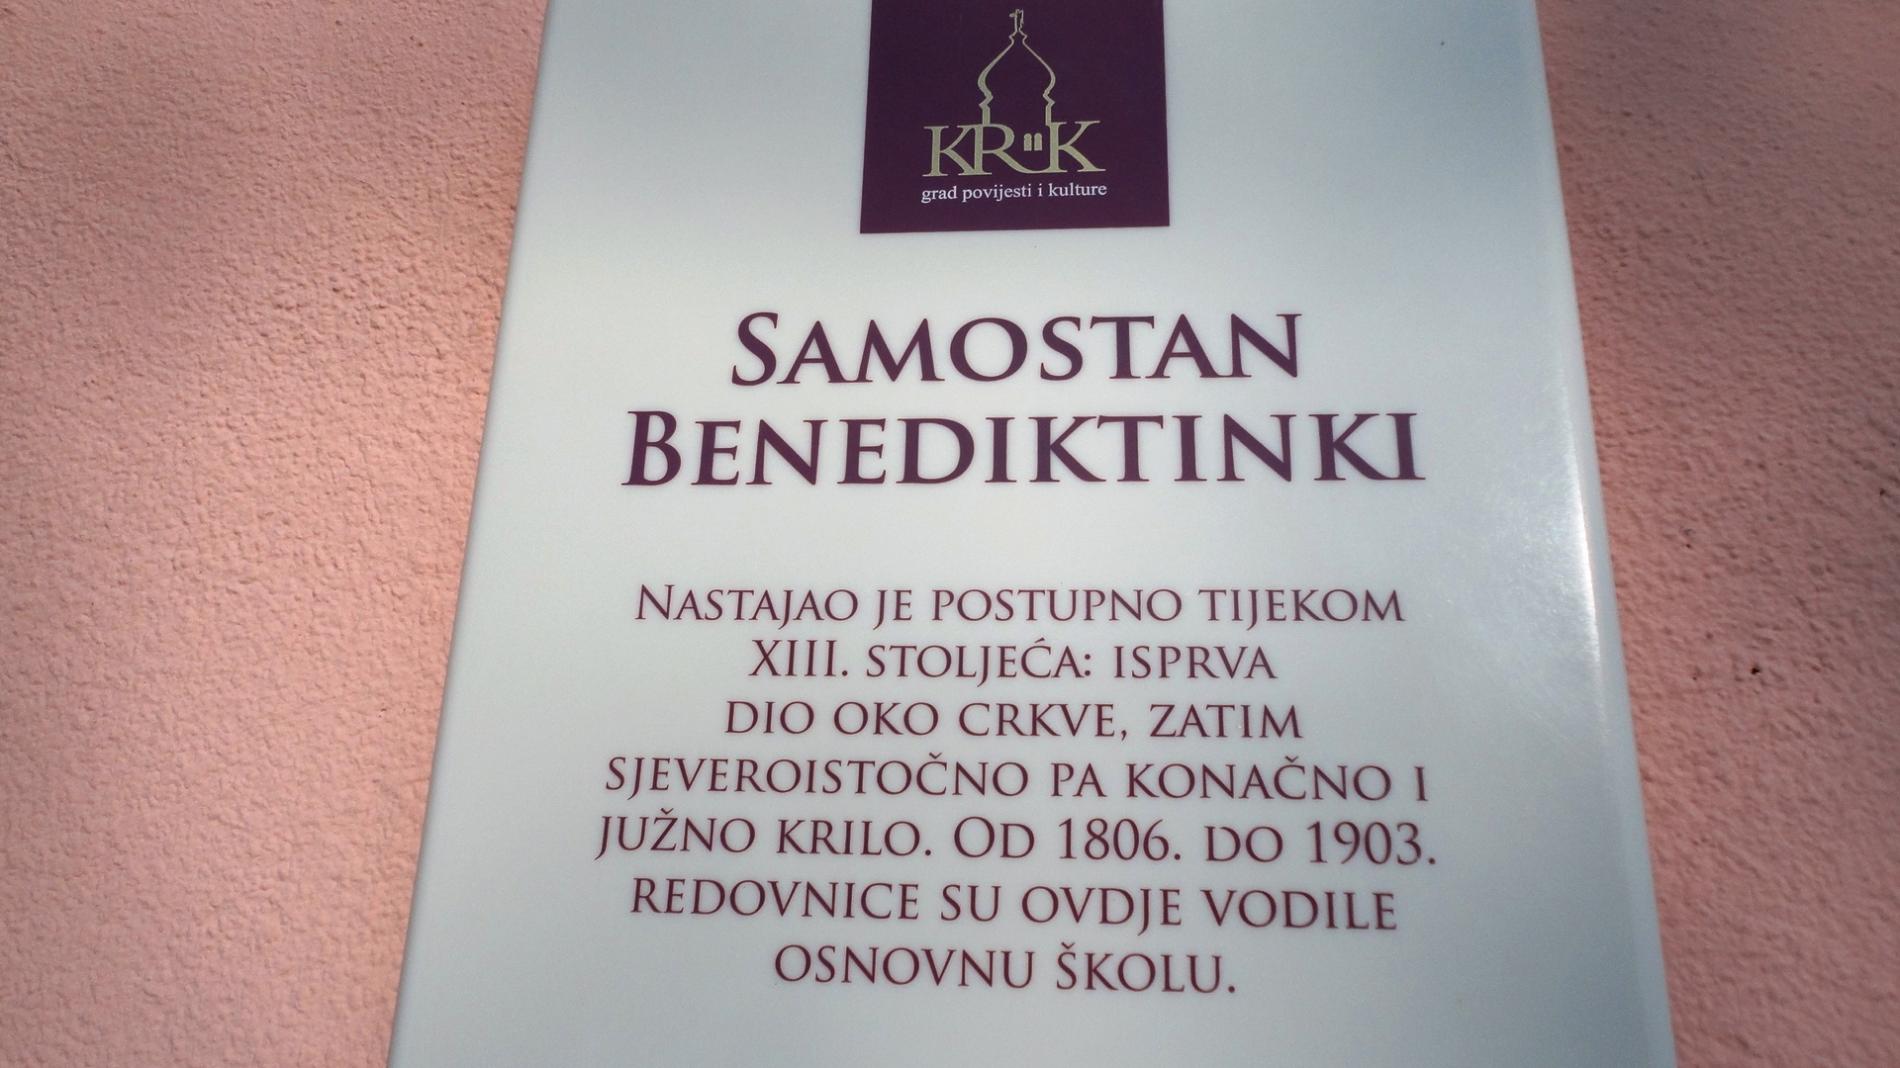 KRK
grad povijesti i kulture
SAMOSTAN
BENEDIKTINKI
NASTAJAO JE POSTUPNO TIJEKOM
XIII. STOLJEĆA: ISPRVA
DIO OKO CRKVE, ZATIM
SJEVEROISTOČNO PA KONAČNO I
JUŽNO KRILO. OD 1806. DO 1903.
REDOVNICE SU OVDJE VODILE
OSNOVNU ŠKOLU.